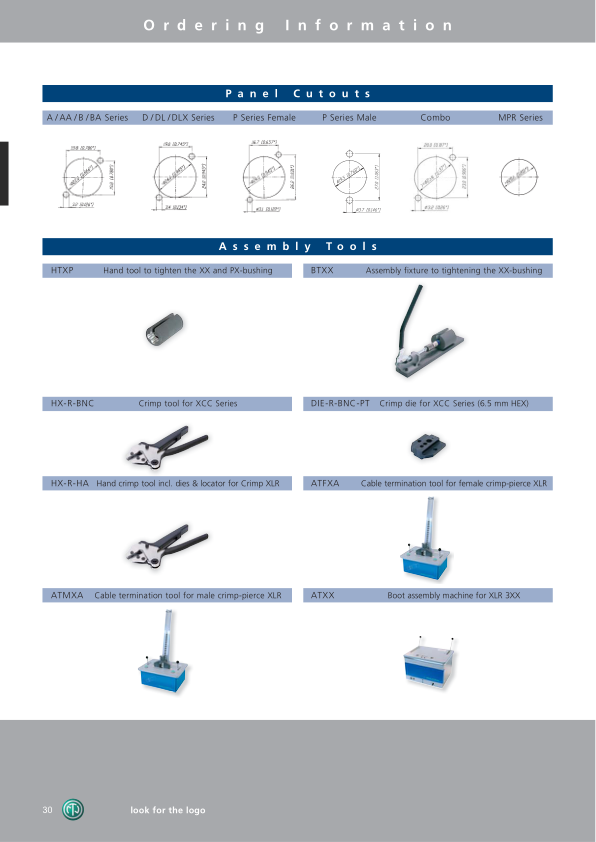 Ordering Information
Panel Cutouts
A / AA / B / BA Series D / DL / DLX Series P Series Female P Series Male Combo MPR Series
Assembly Tools
HTXP Hand tool to tighten the XX and PX-bushing
BTXX Assembly fixture to tightening the XX-bushing
HX-R-BNC Crimp tool for XCC Series
DIE-R-BNC-PT Crimp die for XCC Series (6.5 mm HEX)
HX-R-HA Hand crimp tool incl. dies & locator for Crimp XLR
ATFXA Cable termination tool for female crimp-pierce XLR
ATMXA Cable termination tool for male crimp-pierce XLR
ATXX Boot assembly machine for XLR 3XX
30 look for the logo